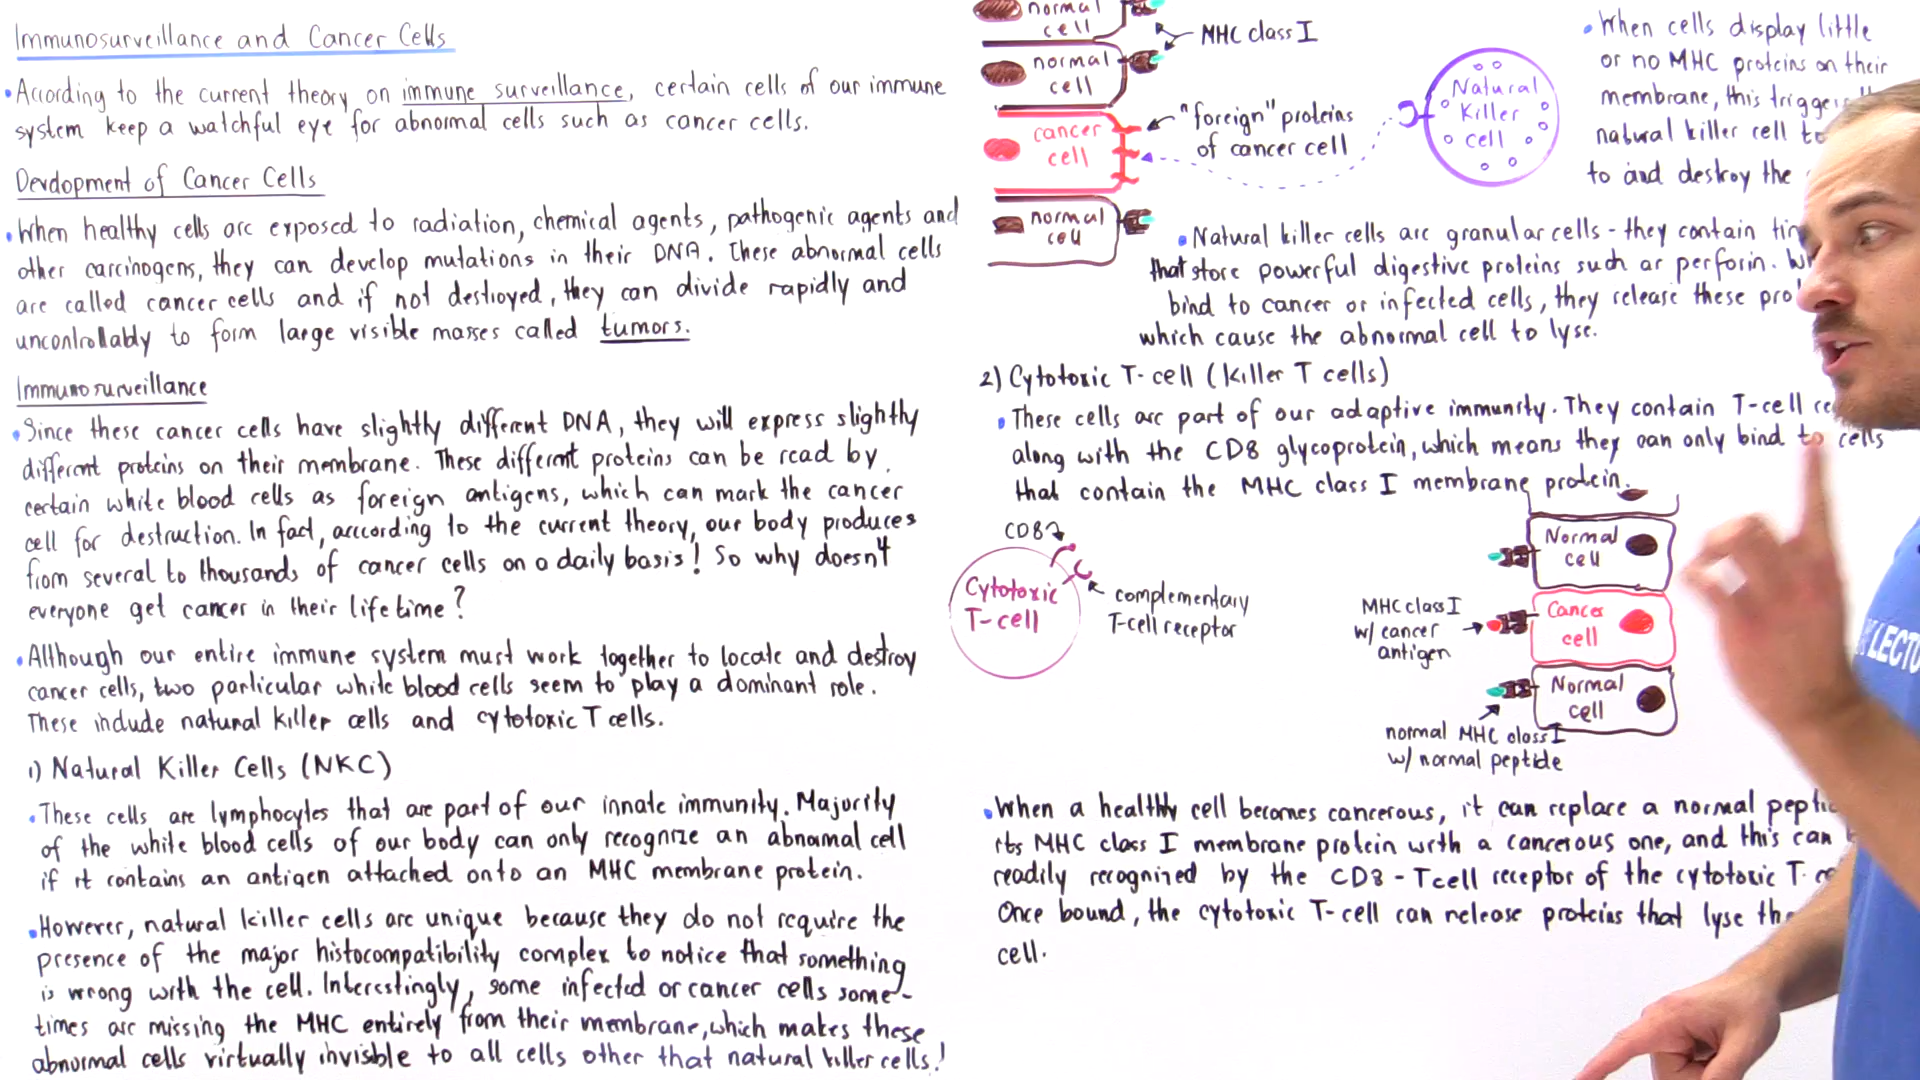 Immunosurveillance and Cancer Cells
• According to the current theory on immune surveillance, certain cells of our immune
system keep a watchful eye for abnormal cells such as cancer cells.
Development of Cancer Cells
• When healthy cells are exposed to radiation, chemical agents, pathogenic agents and
other carcinogens, they can develop mutations in their DNA. These abnormal cells
are called cancer cells and if not destroyed, they can divide rapidly and
uncontrollably to form large visible masses called tumors.
Immunosurveillance
• Since these cancer cells have slightly different DNA, they will express slightly
different proteins on their membrane. These different proteins can be read by
certain white blood cells as foreign antigens, which can mark the cancer
cell for destruction. In fact, according to the current theory, our body produces
from several to thousands of cancer cells on a daily basis! So why doesn't
everyone get cancer in their lifetime?
• Although our entire immune system must work together to locate and destroy
cancer cells, two particular white blood cells seem to play a dominant role.
These include natural killer cells and cytotoxic T cells.
1) Natural Killer Cells (NKC)
• These cells are lymphocytes that are part of our innate immunity. Majority
of the white blood cells of our body can only recognize an abnormal cell
if it contains an antigen attached onto an MHC membrane protein.
• However, natural killer cells are unique because they do not require the
presence of the major histocompatibility complex to notice that something
is wrong with the cell. Interestingly, some infected or cancer cells some-
times are missing the MHC entirely from their membrane, which makes these
abnormal cells virtually invisible to all cells other that natural killer cells!
normal
cell
MHC class I
normal
cell
cancer
cell
"foreign" proteins
of cancer cell
normal
cell
Natural
Killer
cell
• When cells display little
or no MHC proteins on their
membrane, this triggers
natural killer cell to
to and destroy the
• Natural killer cells are granular cells - they contain
that store powerful digestive proteins such as perforin.
bind to cancer or infected cells, they release these
which cause the abnormal cell to lyse.
2) Cytotoxic T-cell (Killer T cells)
• These cells are part of our adaptive immunity. They contain T-cell
along with the CD8 glycoprotein, which means they can only bind to cells
that contain the MHC class I membrane protein.
CD8
Cytotoxic
T-cell
complementary
T-cell receptor
Normal
cell
MHC class I
w/ cancer
antigen
Cancer
cell
Normal
cell
normal MHC class I
w/ normal peptide
• When a healthy cell becomes cancerous, it can replace a normal
its MHC class I membrane protein with a cancerous one, and this can
readily recognized by the CD8-Tcell receptor of the cytotoxic T-
Once bound, the cytotoxic T-cell can release proteins that lyse
cell.